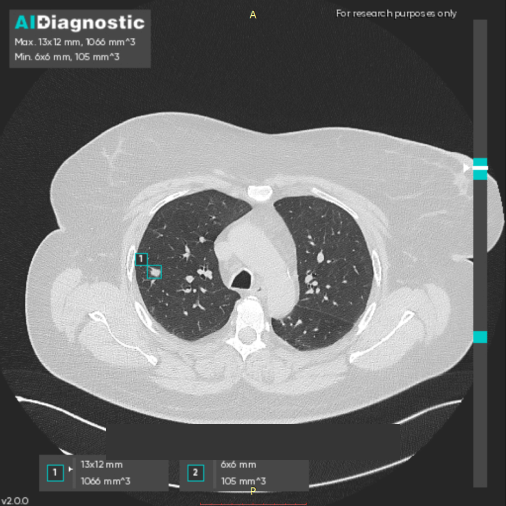 AIDiagnostic
Max. 13x12 mm, 1066 mm^3
Min. 6x6 mm, 105 mm^3
A
For research purposes only
1
1
13x12 mm
1066 mm^3
2
6x6 mm
105 mm^3
P
v2.0.0